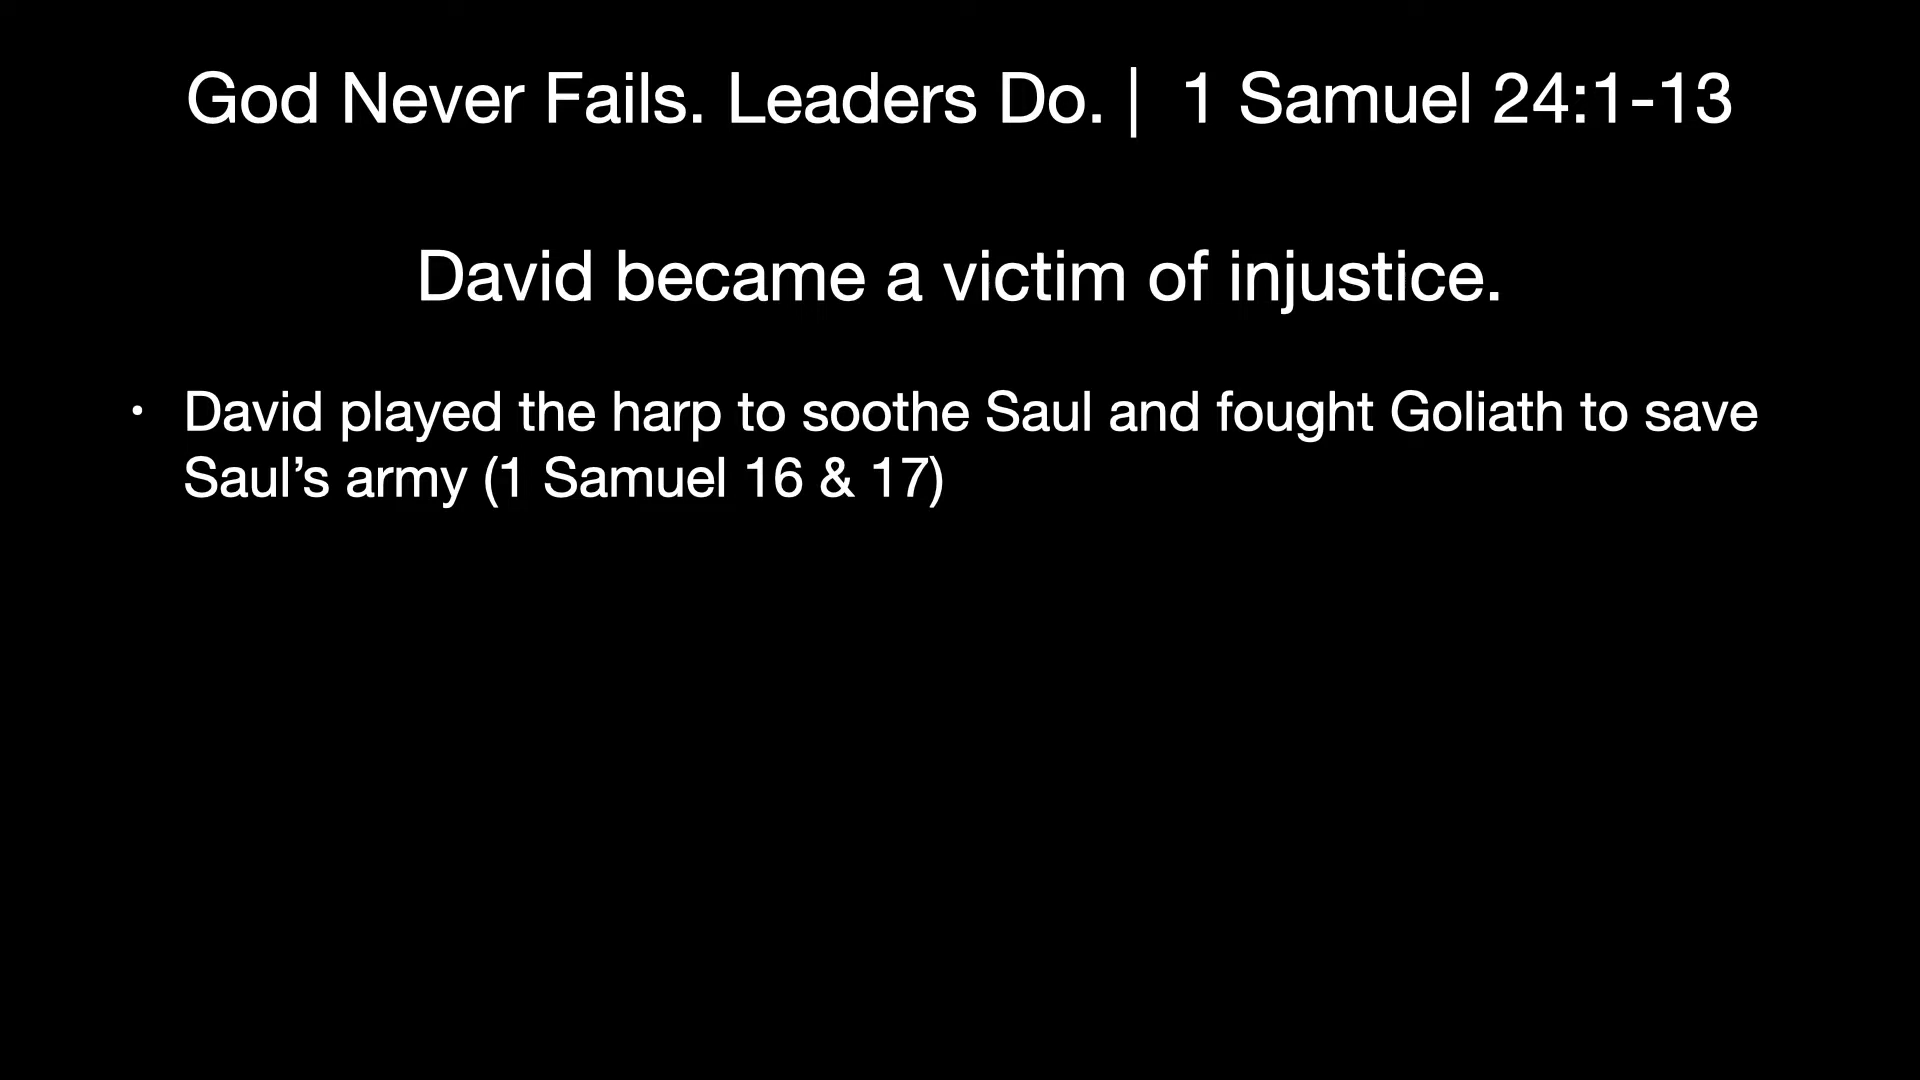 God Never Fails. Leaders Do. |  1 Samuel 24:1-13
David became a victim of injustice.
• David played the harp to soothe Saul and fought Goliath to save
Saul’s army (1 Samuel 16 & 17)